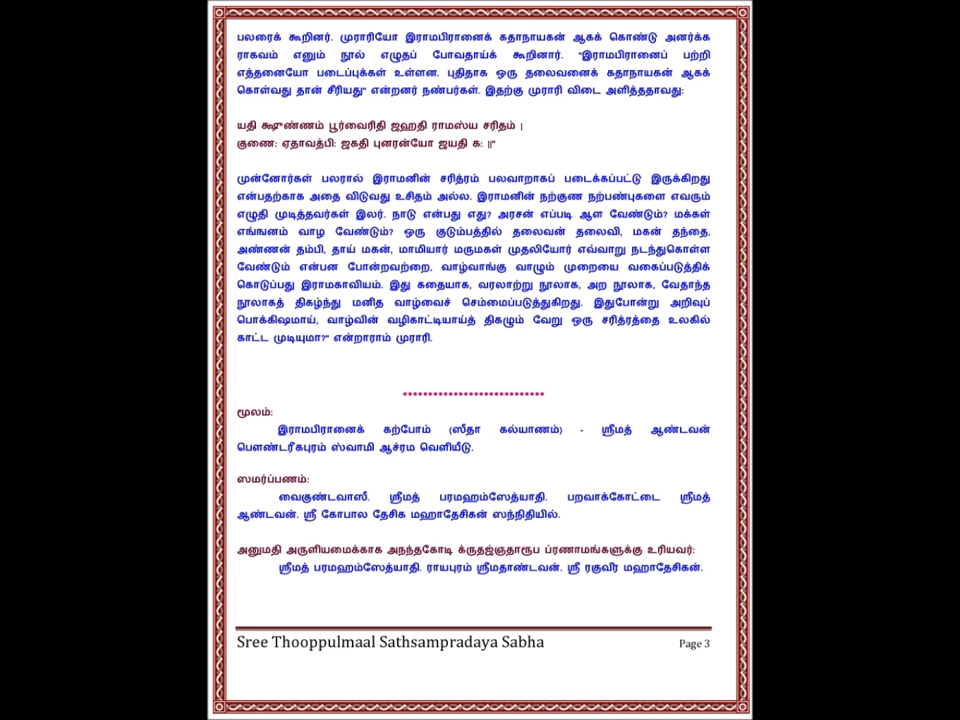 பலரைக் கூறினர். முராரியோ இராமபிரானைக் கதாநாயகன் ஆகக் கொண்டு அனர்க்க
ராகவம் எனும் நூல் எழுதப் போவதாய்க் கூறினார். "இராமபிரானைப் பற்றி
எத்தனையோ படைப்புக்கள் உள்ளன. புதிதாக ஒரு தலைவனைக் கதாநாயகன் ஆகக்
கொள்வது தான் சீரியது" என்றனர் நண்பர்கள். இதற்கு முராரி விடை அளித்ததாவது:
யதி க்ஷுண்ணம் பூர்வைரிதி ஜஹதி ராமஸ்ய சரிதம் |
குணை: ஏதாவத்பி: ஜகதி புனரன்யோ ஜயதி க: ||"
முன்னோர்கள் பலரால் இராமனின் சரித்ரம் பலவாறாகப் படைக்கப்பட்டு இருக்கிறது
என்பதற்காக அதை விடுவது உசிதம் அல்ல. இராமனின் நற்குண நற்பண்புகளை எவரும்
எழுதி முடித்தவர்கள் இலர். நாடு என்பது எது? அரசன் எப்படி ஆள வேண்டும்? மக்கள்
எங்ஙனம் வாழ வேண்டும்? ஒரு குடும்பத்தில் தலைவன் தலைவி, மகன் தந்தை,
அண்ணன் தம்பி, தாய் மகன், மாமியார் மருமகள் முதலியோர் எவ்வாறு நடந்துகொள்ள
வேண்டும் என்பன போன்றவற்றை, வாழ்வாங்கு வாழும் முறையை வகைப்படுத்திக்
கொடுப்பது இராமகாவியம். இது கதையாக, வரலாற்று நூலாக, அற நூலாக, வேதாந்த
நூலாகத் திகழ்ந்து மனித வாழ்வைச் செம்மைப்படுத்துகிறது. இதுபோன்று அறிவுப்
பொக்கிஷமாய், வாழ்வின் வழிகாட்டியாய்த் திகழும் வேறு ஒரு சரித்ரத்தை உலகில்
காட்ட முடியுமா?" என்றாராம் முராரி.
மூலம்:
இராமபிரானைக் கற்போம் (ஸீதா கல்யாணம்) - ஸ்ரீமத் ஆண்டவன்
பௌண்டரீகபுரம் ஸ்வாமி ஆச்ரம வெளியீடு.
ஸமர்ப்பணம்:
வைகுண்டவாஸீ. ஸ்ரீமத் பரமஹம்ஸேத்யாதி. பறவாக்கோட்டை ஸ்ரீமத்
ஆண்டவன். ஸ்ரீ கோபால தேசிக மஹாதேசிகன் ஸந்நிதியில்.
அனுமதி அருளியமைக்காக அநந்தகோடி க்ருதஜ்ஞதாரூப ப்ரணாமங்களுக்கு உரியவர்:
ஸ்ரீமத் பரமஹம்ஸேத்யாதி. ராயபுரம் ஸ்ரீமதாண்டவன். ஸ்ரீ ரகுவீர மஹாதேசிகன்.
Sree Thooppulmaal Sathsampradaya Sabha Page 3